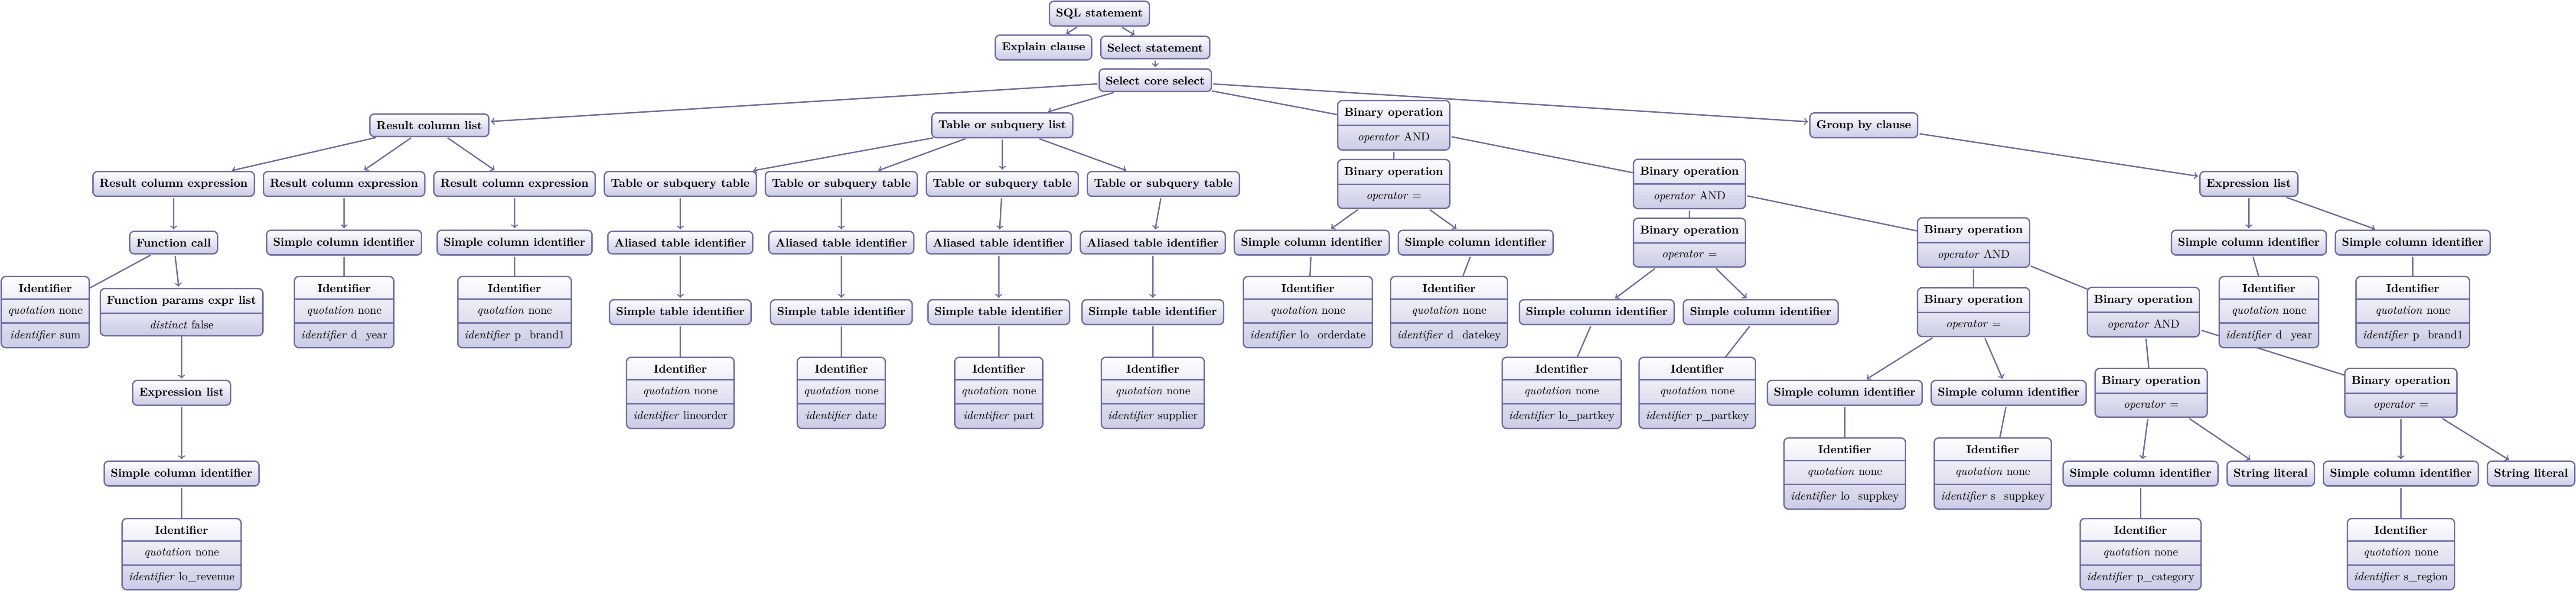 SQL statement
Explain clause
Select statement
Select core select
Result column list
Table or subquery list
Binary operation
operator AND
Group by clause
Result column expression
Result column expression
Result column expression
Table or subquery table
Table or subquery table
Table or subquery table
Table or subquery table
Binary operation
operator =
Binary operation
operator AND
Expression list
Function call
Simple column identifier
Simple column identifier
Aliased table identifier
Aliased table identifier
Aliased table identifier
Aliased table identifier
Simple column identifier
Simple column identifier
Binary operation
operator =
Binary operation
operator AND
Simple column identifier
Simple column identifier
Identifier
quotation none
identifier sum
Function params expr list
distinct false
Identifier
quotation none
identifier d_year
Identifier
quotation none
identifier p_brand1
Simple table identifier
Simple table identifier
Simple table identifier
Simple table identifier
Identifier
quotation none
identifier lo_orderdate
Identifier
quotation none
identifier d_datekey
Simple column identifier
Simple column identifier
Binary operation
operator =
Binary operation
operator AND
Identifier
quotation none
identifier d_year
Identifier
quotation none
identifier p_brand1
Expression list
Identifier
quotation none
identifier lineorder
Identifier
quotation none
identifier date
Identifier
quotation none
identifier part
Identifier
quotation none
identifier supplier
Identifier
quotation none
identifier lo_partkey
Identifier
quotation none
identifier p_partkey
Simple column identifier
Simple column identifier
Binary operation
operator =
Binary operation
operator =
Simple column identifier
Identifier
quotation none
identifier lo_suppkey
Identifier
quotation none
identifier s_suppkey
Simple column identifier
String literal
Simple column identifier
String literal
Identifier
quotation none
identifier lo_revenue
Identifier
quotation none
identifier p_category
Identifier
quotation none
identifier s_region